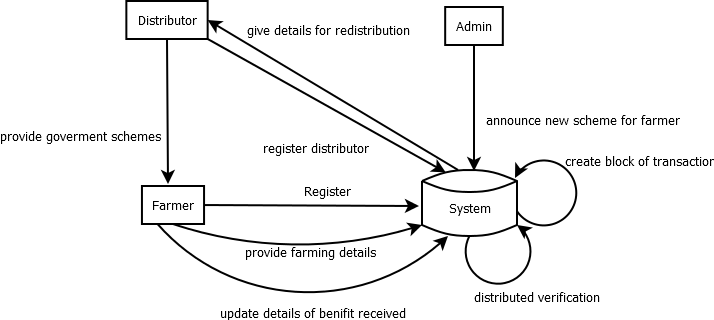 Distributor
give details for redistribution
Admin
announce new scheme for farmer
provide goverment schemes
register distributor
create block of transactior
Farmer
Register
System
provide farming details
distributed verification
update details of benifit received